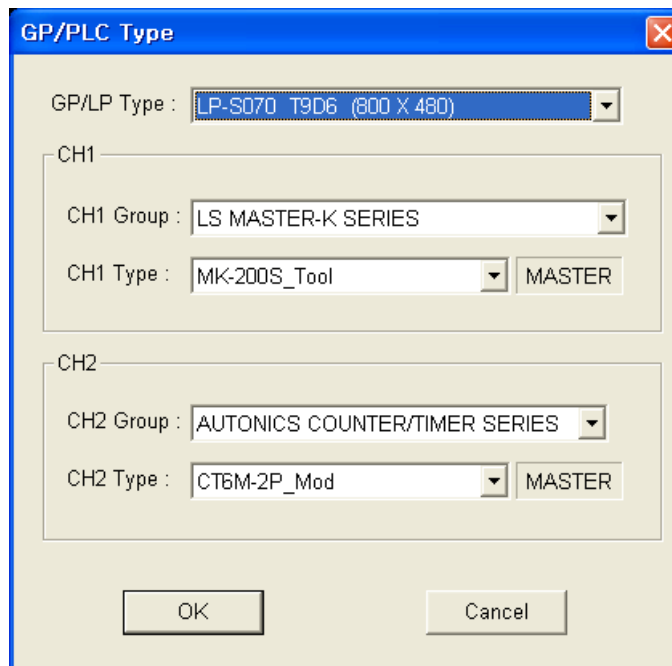 GP/PLC Type
GP/LP Type : LP-S070 T9D6 (800 X 480)
CH1
CH1 Group : LS MASTER-K SERIES
CH1 Type : MK-200S_Tool MASTER
CH2
CH2 Group : AUTONICS COUNTER/TIMER SERIES
CH2 Type : CT6M-2P_Mod MASTER
OK Cancel